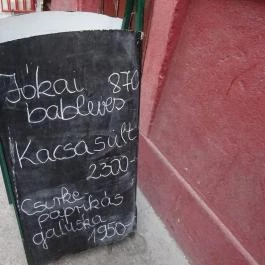 Jókai 870
bableves
Kacsasült
2300-
Csirke
paprikás
galuska
1950-